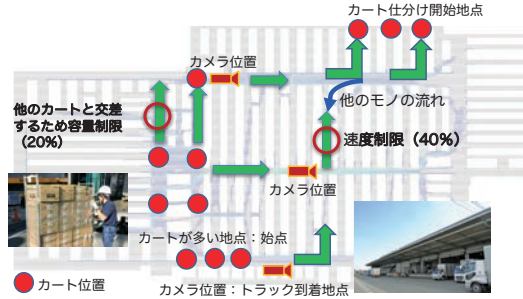 カート仕分け開始地点
カメラ位置
他のモノの流れ
他のカートと交差
するため容量制限
（20%）
速度制限（40%）
カメラ位置
カートが多い地点：始点
カート位置
カメラ位置：トラック到着地点